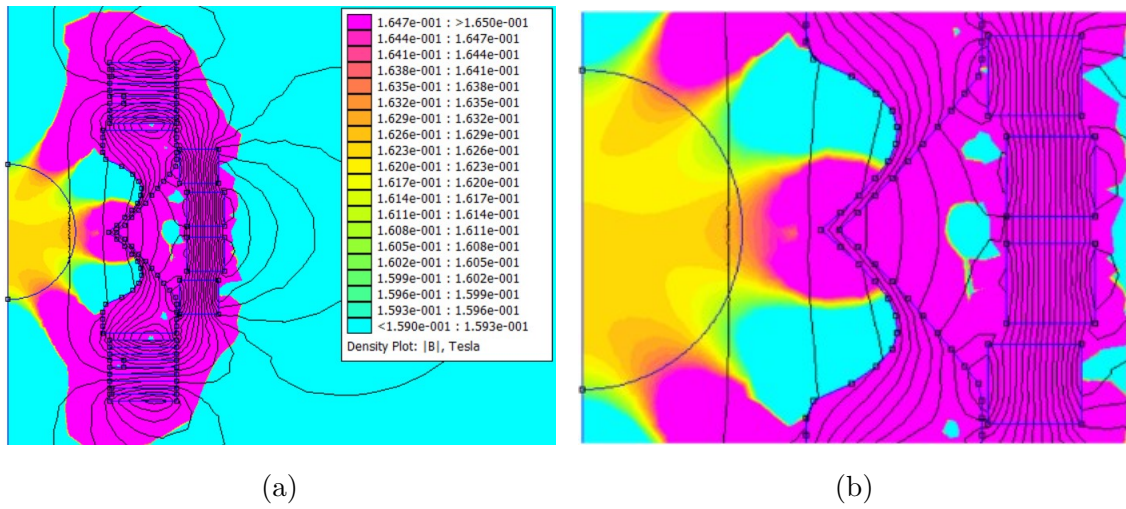 1.647e-001 : >1.650e-001
1.644e-001 : 1.647e-001
1.641e-001 : 1.644e-001
1.638e-001 : 1.641e-001
1.635e-001 : 1.638e-001
1.632e-001 : 1.635e-001
1.629e-001 : 1.632e-001
1.626e-001 : 1.629e-001
1.623e-001 : 1.626e-001
1.620e-001 : 1.623e-001
1.617e-001 : 1.620e-001
1.614e-001 : 1.617e-001
1.611e-001 : 1.614e-001
1.608e-001 : 1.611e-001
1.605e-001 : 1.608e-001
1.602e-001 : 1.605e-001
1.599e-001 : 1.602e-001
1.596e-001 : 1.599e-001
1.593e-001 : 1.596e-001
<1.590e-001 : 1.593e-001
Density Plot: |B|, Tesla
(a)
(b)